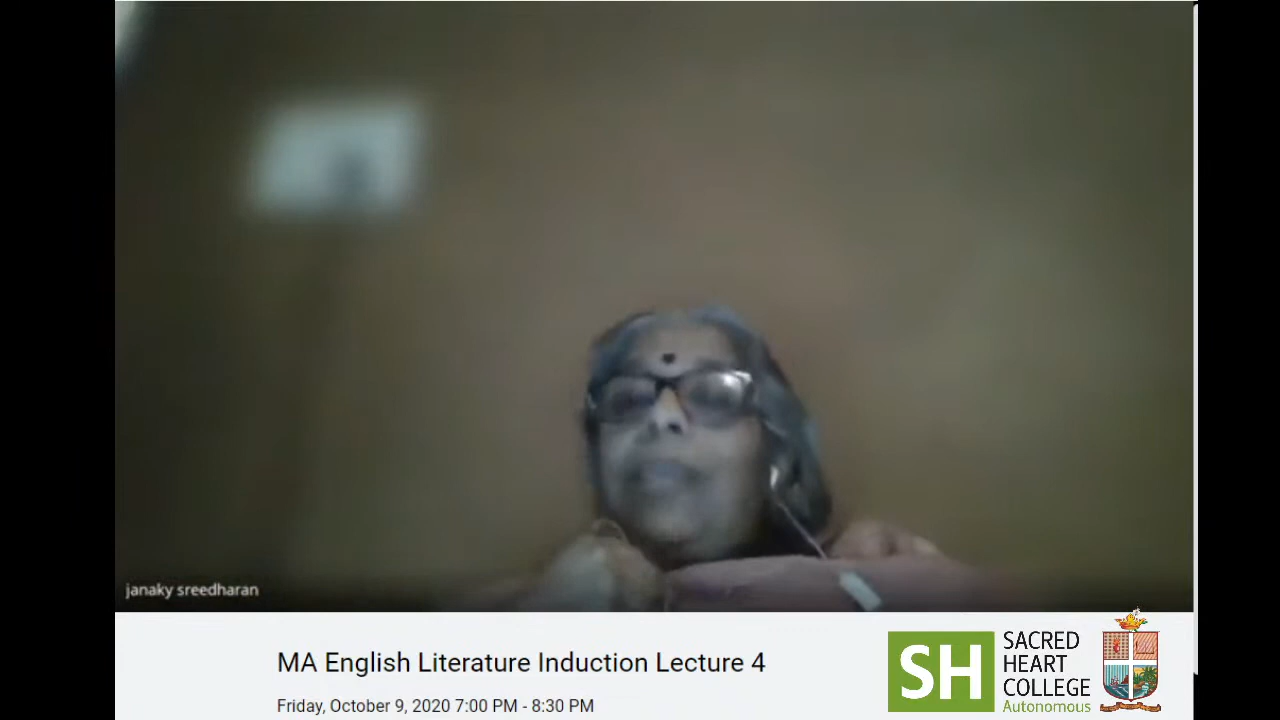 janaky sreedharan
MA English Literature Induction Lecture 4
Friday, October 9, 2020 7:00 PM - 8:30 PM
SH
SACRED
HEART
COLLEGE
Autonomous